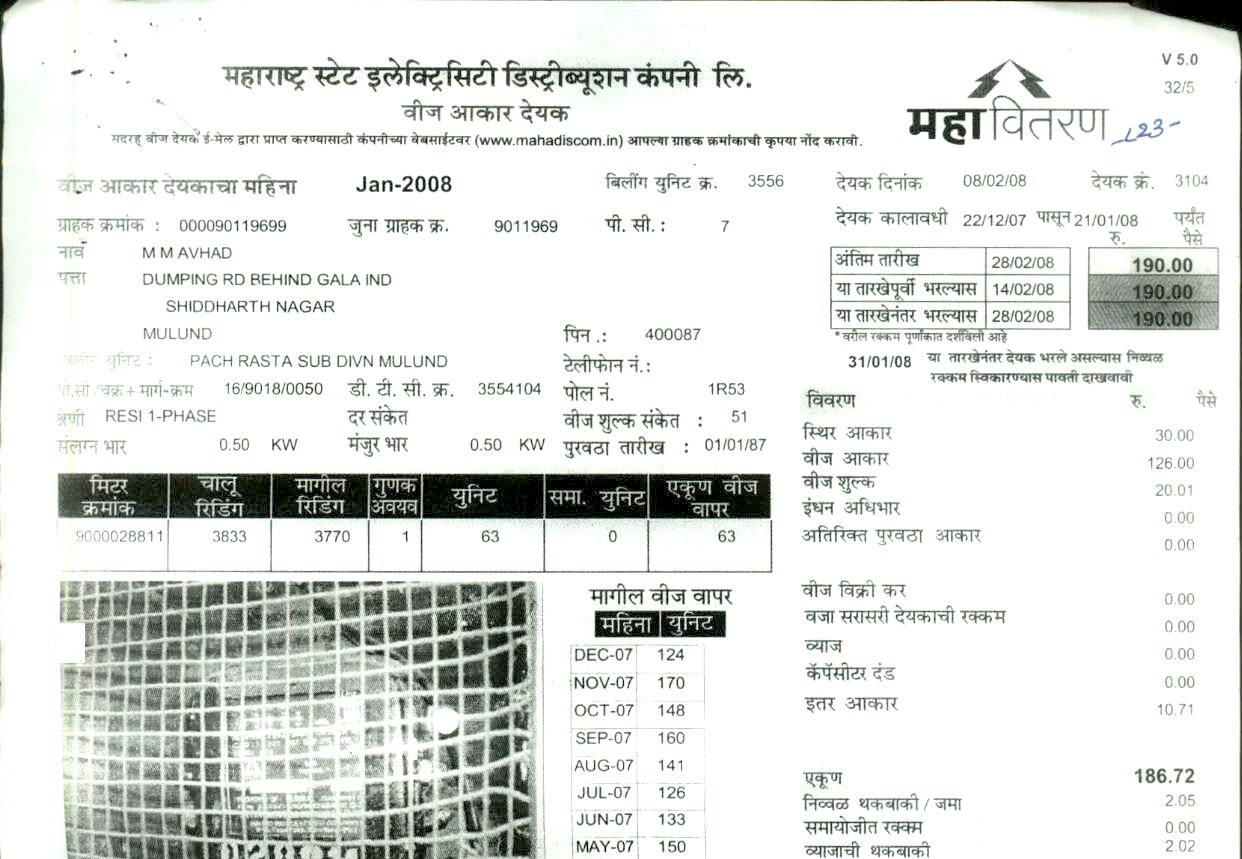 V 5.0
32/5
महाराष्ट्र स्टेट इलेक्ट्रिसिटी डिस्ट्रीब्यूशन कंपनी लि.
वीज आकार देयक
महावितरण
सदरहू वीज देयक ई-मेल द्वारा प्राप्त करण्यासाठी कंपनीच्या वेबसाईटवर (www.mahadiscom.in) आपल्या ग्राहक क्रमांकाची कृपया नोंद करावी.
वीज आकार देयकाचा महिना Jan-2008 बिलींग युनिट क्र. 3556 देयक दिनांक 08/02/08 देयक क्रं. 3104
ग्राहक क्रमांक : 000090119699 जुना ग्राहक क्र. 9011969 पी. सी. : 7 देयक कालावधी 22/12/07 पासून 21/01/08 पर्यंत
रु. पैसे
नाव M M AVHAD
पत्ता DUMPING RD BEHIND GALA IND
SHIDDHARTH NAGAR
MULUND पिन .: 400087
अंतिम तारीख 28/02/08 190.00
या तारखेपूर्वी भरल्यास 14/02/08 190.00
या तारखेनंतर भरल्यास 28/02/08 190.00
* वरील रक्कम पूर्णांकात दर्शविली आहे
युनिट : PACH RASTA SUB DIVN MULUND टेलीफोन नं.:
31/01/08 या तारखेनंतर देयक भरले असल्यास निव्वळ
रक्कम स्विकारण्यास पावती दाखवावी
पी.सी /चक्र + मार्ग-क्रम 16/9018/0050 डी. टी. सी. क्र. 3554104 पोल नं. 1R53
श्रेणी RESI 1-PHASE दर संकेत वीज शुल्क संकेत : 51
संलग्न भार 0.50 KW मंजुर भार 0.50 KW पुरवठा तारीख : 01/01/87
विवरण रु. पैसे
स्थिर आकार 30.00
वीज आकार 126.00
वीज शुल्क 20.01
इंधन अधिभार 0.00
अतिरिक्त पुरवठा आकार 0.00
मिटर क्रमांक चालू रिडिंग मागील रिडिंग गुणक अवयव युनिट समा. युनिट एकूण वीज वापर
9000028811 3833 3770 1 63 0 63
मागील वीज वापर
महिना युनिट
DEC-07 124
NOV-07 170
OCT-07 148
SEP-07 160
AUG-07 141
JUL-07 126
JUN-07 133
MAY-07 150
वीज विक्री कर 0.00
वजा सरासरी देयकाची रक्कम 0.00
व्याज 0.00
कॅपॅसीटर दंड 0.00
इतर आकार 10.71
एकूण 186.72
निव्वळ थकबाकी / जमा 2.05
समायोजीत रक्कम 0.00
व्याजाची थकबाकी 2.02